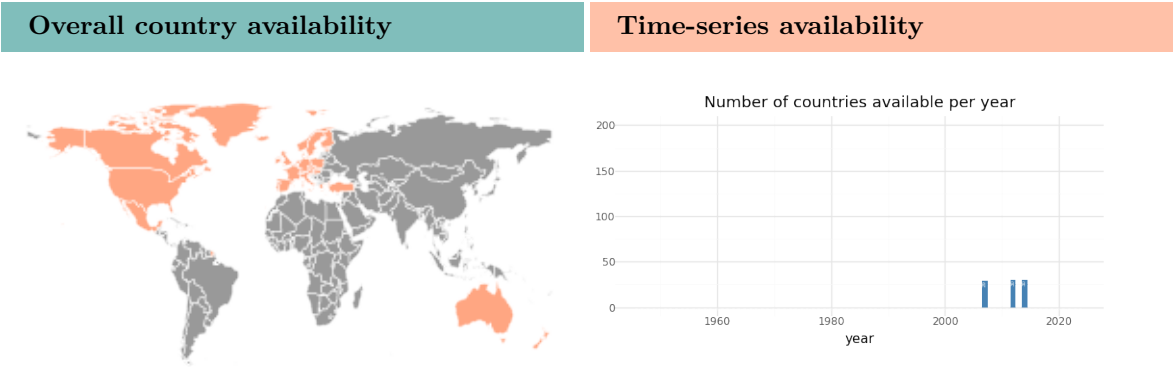 Overall country availability
Time-series availability
Number of countries available per year
200
150
100
50
0
1960 1980 2000 2020
year